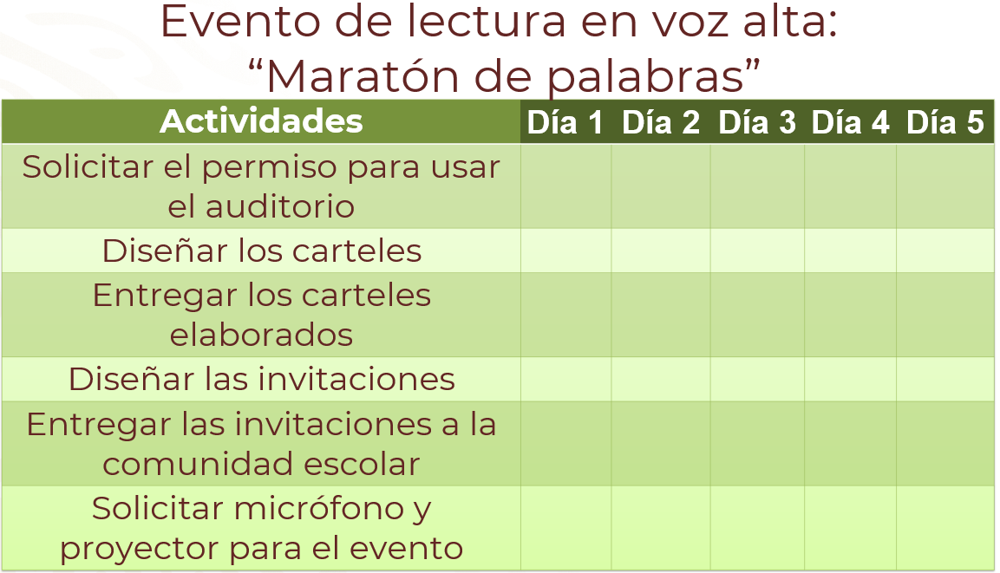 Evento de lectura en voz alta:
“Maratón de palabras”
Actividades Día 1 Día 2 Día 3 Día 4 Día 5
Solicitar el permiso para usar
el auditorio
Diseñar los carteles
Entregar los carteles
elaborados
Diseñar las invitaciones
Entregar las invitaciones a la
comunidad escolar
Solicitar micrófono y
proyector para el evento